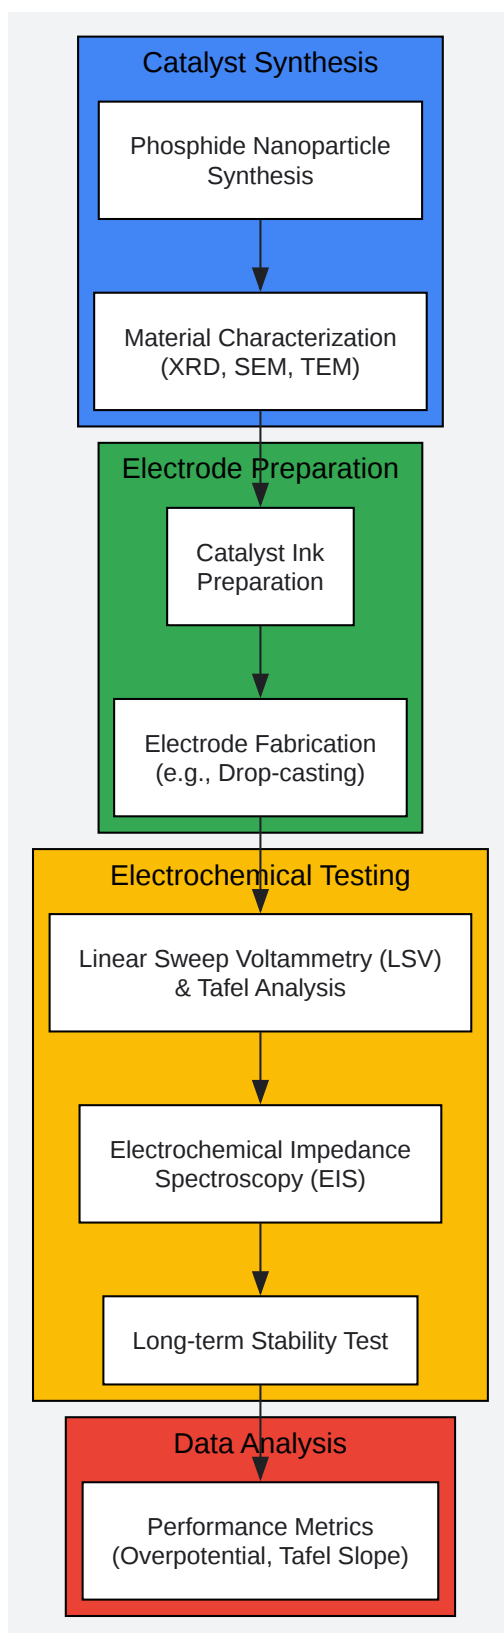 Catalyst Synthesis
Phosphide Nanoparticle
Synthesis
Material Characterization
(XRD, SEM, TEM)
Electrode Preparation
Catalyst Ink
Preparation
Electrode Fabrication
(e.g., Drop-casting)
Electrochemical Testing
Linear Sweep Voltammetry (LSV)
& Tafel Analysis
Electrochemical Impedance
Spectroscopy (EIS)
Long-term Stability Test
Data Analysis
Performance Metrics
(Overpotential, Tafel Slope)